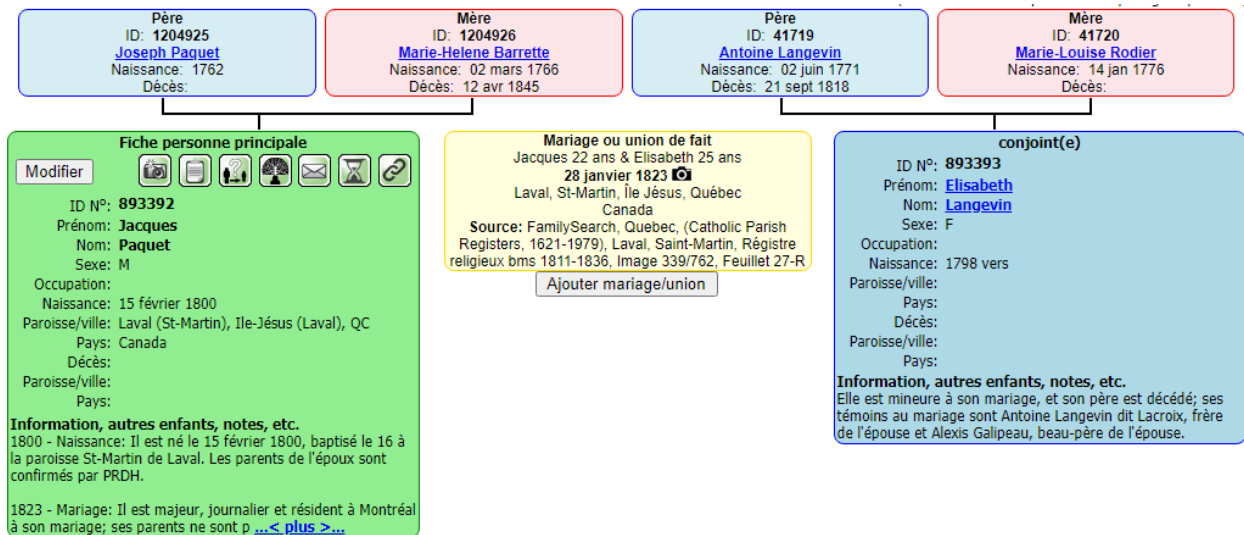 Père
ID: 1204925
Joseph Paquet
Naissance: 1762
Décès:
Mère
ID: 1204926
Marie-Helene Barrette
Naissance: 02 mars 1766
Décès: 12 avr 1845
Père
ID: 41719
Antoine Langevin
Naissance: 02 juin 1771
Décès: 21 sept 1818
Mère
ID: 41720
Marie-Louise Rodier
Naissance: 14 jan 1776
Décès:
Fiche personne principale
Modifier
ID Nº: 893392
Prénom: Jacques
Nom: Paquet
Sexe: M
Occupation:
Naissance: 15 février 1800
Paroisse/ville: Laval (St-Martin), Ile-Jésus (Laval), QC
Pays: Canada
Décès:
Paroisse/ville:
Pays:
Information, autres enfants, notes, etc.
1800 - Naissance: Il est né le 15 février 1800, baptisé le 16 à
la paroisse St-Martin de Laval. Les parents de l'époux sont
confirmés par PRDH.
1823 - Mariage: Il est majeur, journalier et résident à Montréal
à son mariage; ses parents ne sont p ...< plus >...
Mariage ou union de fait
Jacques 22 ans & Elisabeth 25 ans
28 janvier 1823
Laval, St-Martin, Île Jésus, Québec
Canada
Source: FamilySearch, Quebec, (Catholic Parish
Registers, 1621-1979), Laval, Saint-Martin, Régistre
religieux bms 1811-1836, Image 339/762, Feuillet 27-R
Ajouter mariage/union
conjoint(e)
ID Nº: 893393
Prénom: Elisabeth
Nom: Langevin
Sexe: F
Occupation:
Naissance: 1798 vers
Paroisse/ville:
Pays:
Décès:
Paroisse/ville:
Pays:
Information, autres enfants, notes, etc.
Elle est mineure à son mariage, et son père est décédé; ses
témoins au mariage sont Antoine Langevin dit Lacroix, frère
de l'épouse et Alexis Galipeau, beau-père de l'épouse.